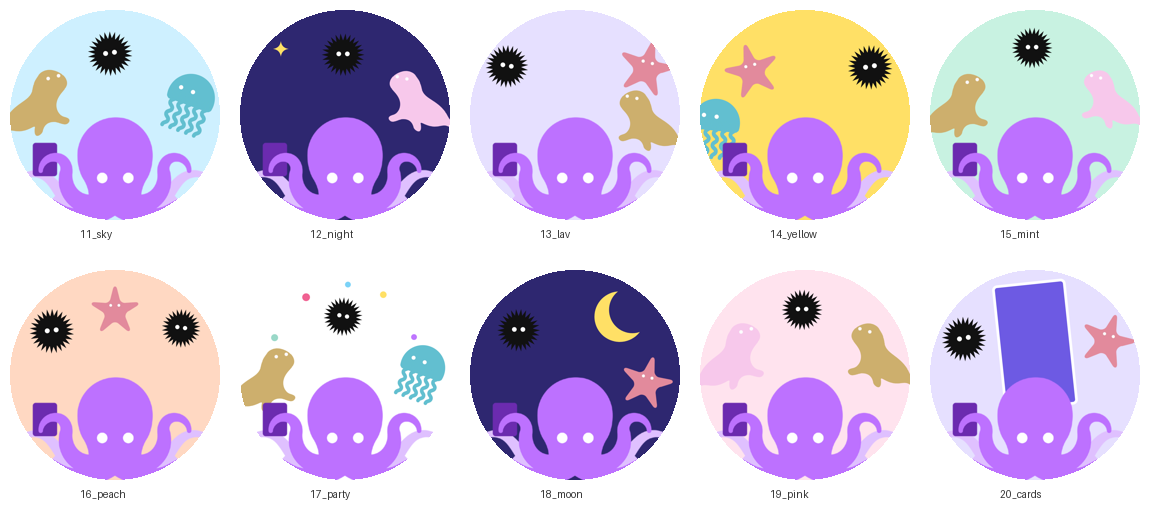 11_sky
12_night
13_lav
14_yellow
15_mint
16_peach
17_party
18_moon
19_pink
20_cards